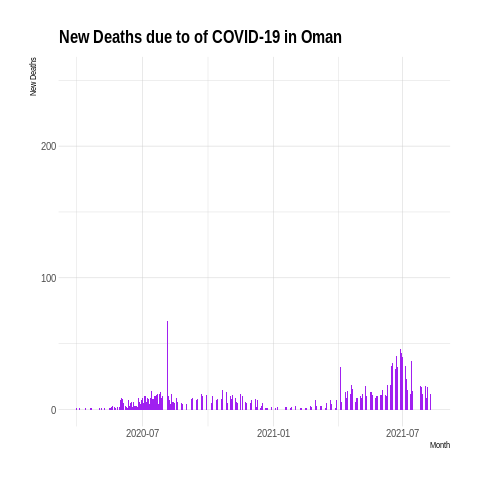 New Deaths due to of COVID-19 in Oman
New Deaths
200
100
0
2020-07
2021-01
2021-07
Month